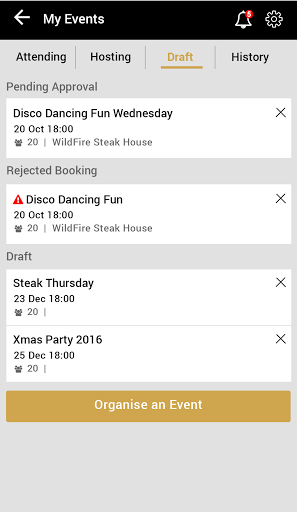 My Events
5
Attending
Hosting
Draft
History
Pending Approval
Disco Dancing Fun Wednesday
20 Oct 18:00
20 | WildFire Steak House
Rejected Booking
Disco Dancing Fun
20 Oct 18:00
20 | WildFire Steak House
Draft
Steak Thursday
23 Dec 18:00
20 |
Xmas Party 2016
25 Dec 18:00
20 |
Organise an Event